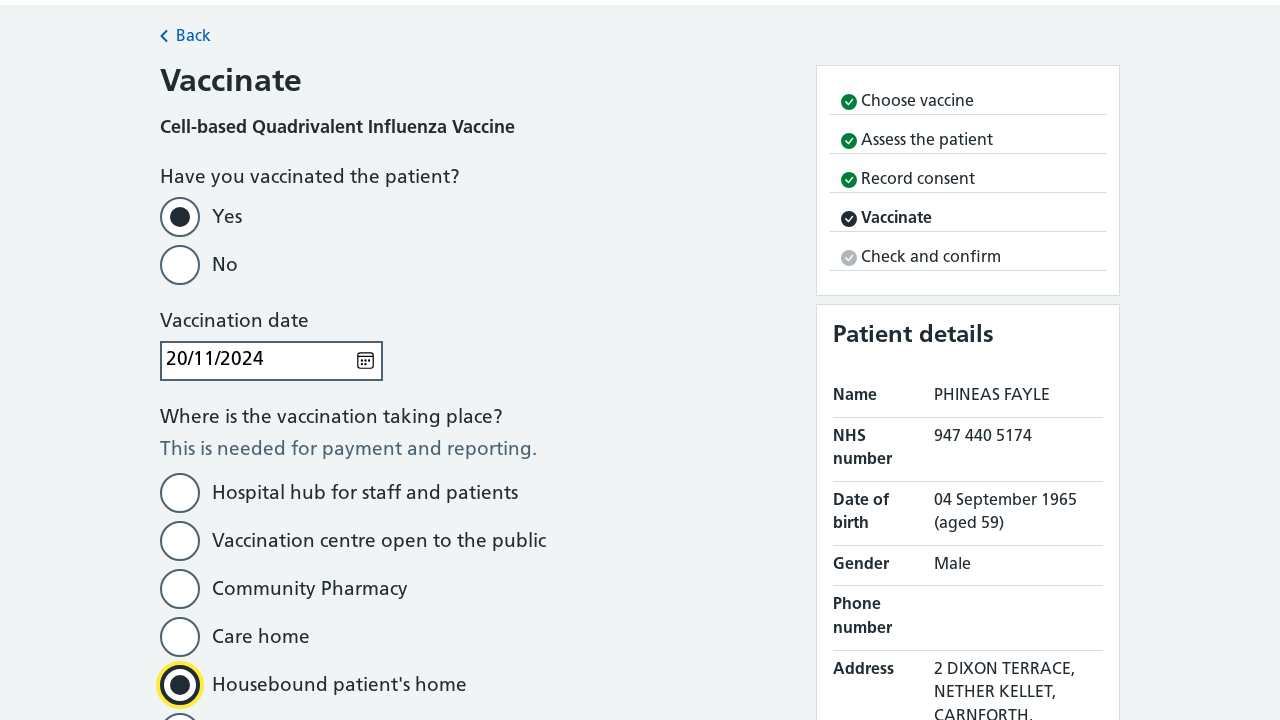 Back
Vaccinate
Cell-based Quadrivalent Influenza Vaccine
Have you vaccinated the patient?
Yes
No
Vaccination date
20/11/2024
Where is the vaccination taking place?
This is needed for payment and reporting.
Hospital hub for staff and patients
Vaccination centre open to the public
Community Pharmacy
Care home
Housebound patient's home
Choose vaccine
Assess the patient
Record consent
Vaccinate
Check and confirm
Patient details
Name PHINEAS FAYLE
NHS number 947 440 5174
Date of birth 04 September 1965 (aged 59)
Gender Male
Phone number
Address 2 DIXON TERRACE,
NETHER KELLET,
CARNFORTH,